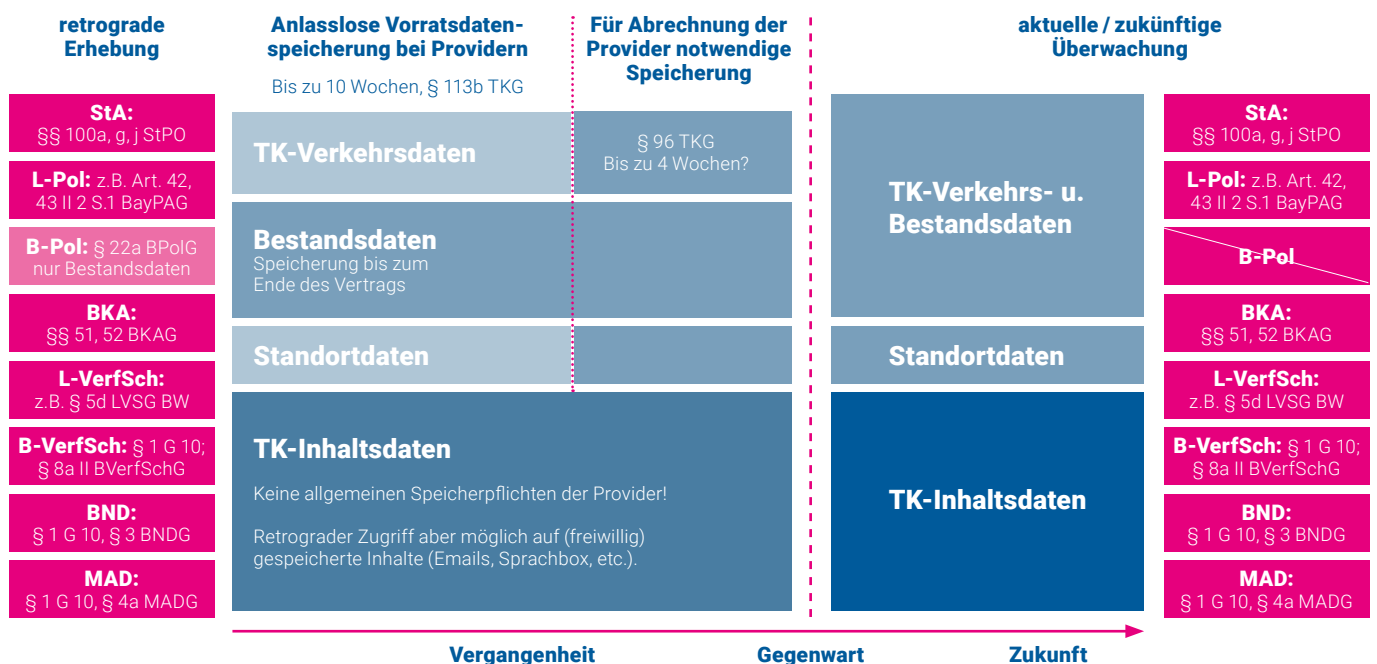 retrograde
Erhebung
Anlasslose Vorratsdaten-
speicherung bei Providern
Bis zu 10 Wochen, § 113b TKG
Für Abrechnung der
Provider notwendige
Speicherung
aktuelle / zukünftige
Überwachung
StA:
§§ 100a, g, j StPO
L-Pol: z.B. Art. 42,
43 II 2 S.1 BayPAG
B-Pol: § 22a BPolG
nur Bestandsdaten
BKA:
§§ 51, 52 BKAG
L-VerfSch:
z.B. § 5d LVSG BW
B-VerfSch: § 1 G 10;
§ 8a II BVerfSchG
BND:
§ 1 G 10, § 3 BNDG
MAD:
§ 1 G 10, § 4a MADG
TK-Verkehrsdaten
§ 96 TKG
Bis zu 4 Wochen?
Bestandsdaten
Speicherung bis zum
Ende des Vertrags
Standortdaten
TK-Inhaltsdaten
Keine allgemeinen Speicherpflichten der Provider!
Retrograder Zugriff aber möglich auf (freiwillig)
gespeicherte Inhalte (Emails, Sprachbox, etc.).
TK-Verkehrs- u.
Bestandsdaten
Standortdaten
TK-Inhaltsdaten
StA:
§§ 100a, g, j StPO
L-Pol: z.B. Art. 42,
43 II 2 S.1 BayPAG
B-Pol
BKA:
§§ 51, 52 BKAG
L-VerfSch:
z.B. § 5d LVSG BW
B-VerfSch: § 1 G 10;
§ 8a II BVerfSchG
BND:
§ 1 G 10, § 3 BNDG
MAD:
§ 1 G 10, § 4a MADG
Vergangenheit
Gegenwart
Zukunft